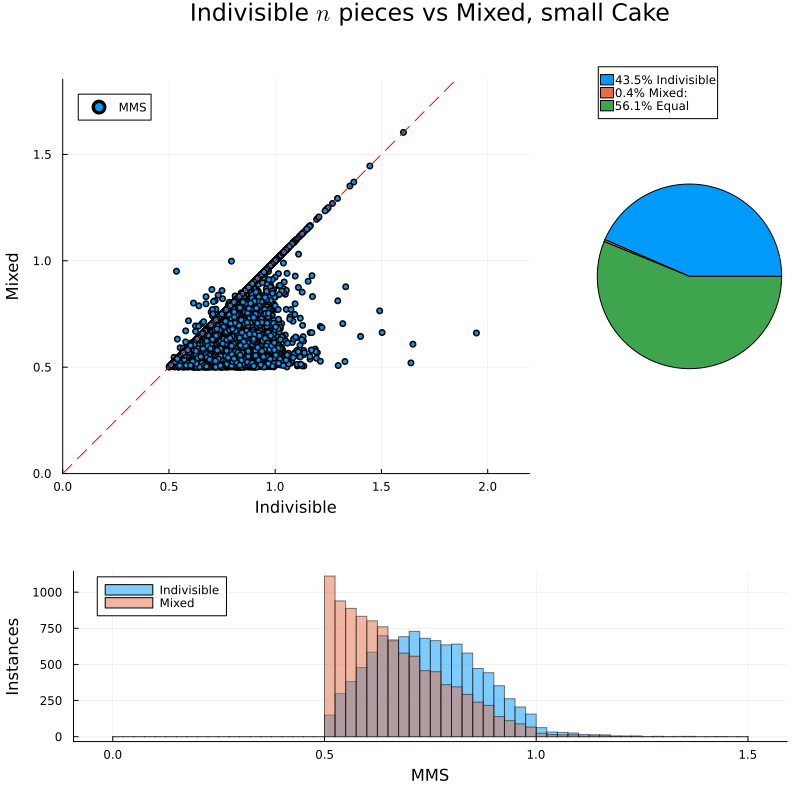 Indivisible n pieces vs Mixed, small Cake
MMS
Mixed
1.5
1.0
0.5
0.0
0.0 0.5 1.0 1.5 2.0
Indivisible
43.5% Indivisible
0.4% Mixed:
56.1% Equal
Indivisible
Mixed
Instances
1000
750
500
250
0
0.0 0.5 1.0 1.5
MMS